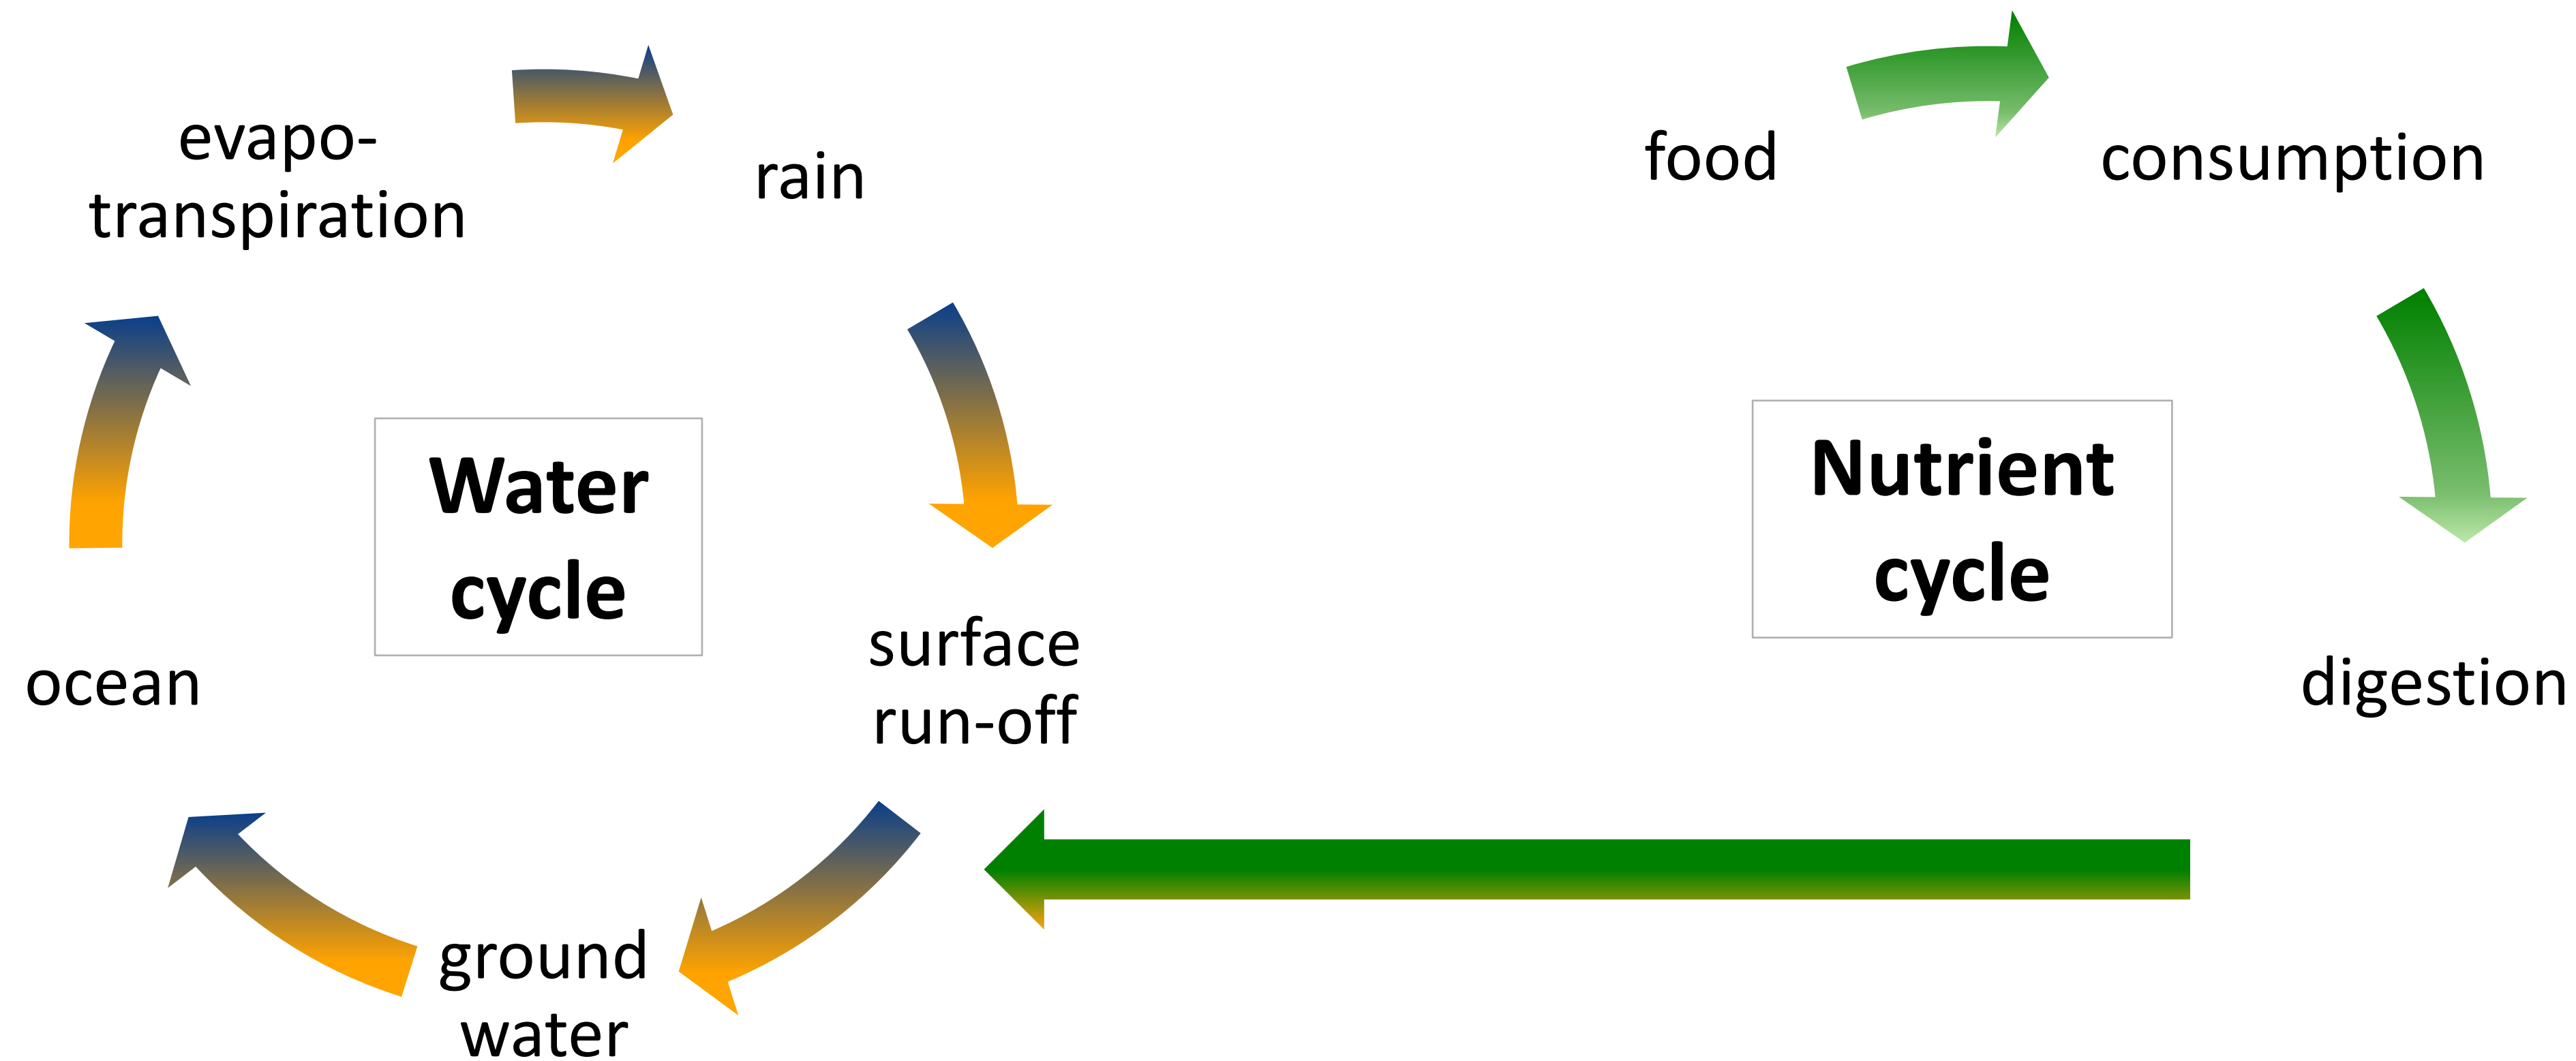 evapo-
transpiration
rain
surface
run-off
ground
water
ocean
Water
cycle
food
consumption
digestion
Nutrient
cycle